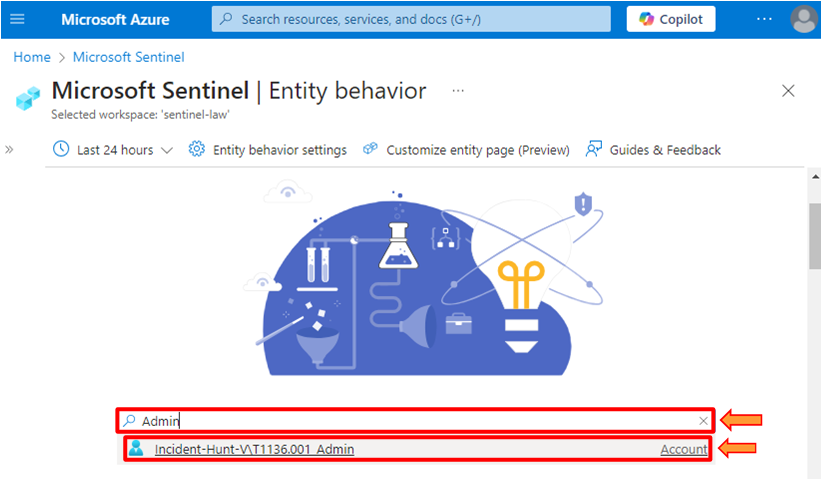 Microsoft Azure
Search resources, services, and docs (G+/)
Copilot
...
Home > Microsoft Sentinel
Microsoft Sentinel | Entity behavior ...
Selected workspace: 'sentinel-law'
Last 24 hours
Entity behavior settings
Customize entity page (Preview)
Guides & Feedback
Admin
Incident-Hunt-V\T1136.001_Admin
Account